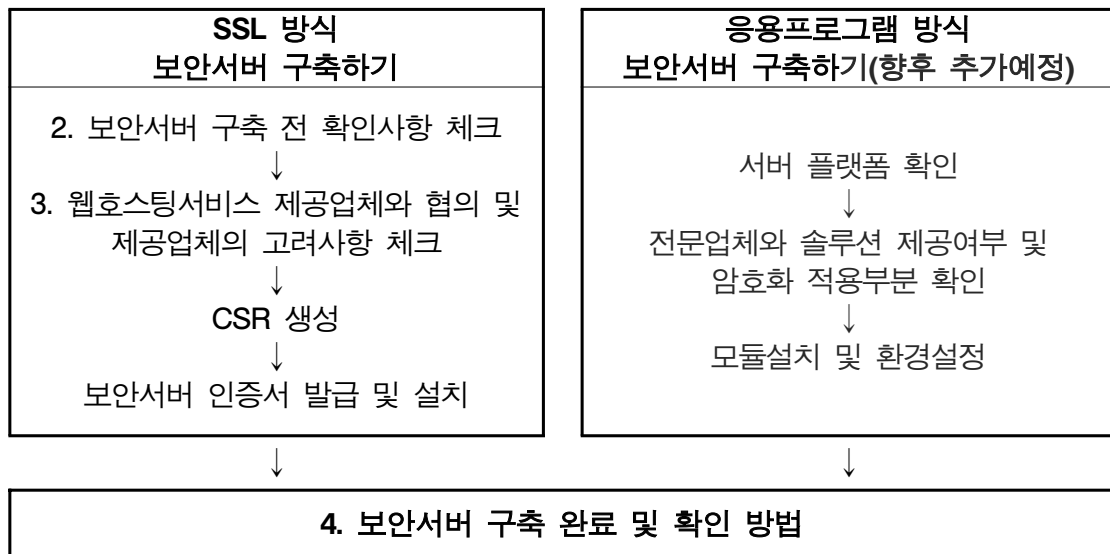 SSL 방식
보안서버 구축하기
2. 보안서버 구축 전 확인사항 체크
↓
3. 웹호스팅서비스 제공업체와 협의 및
제공업체의 고려사항 체크
↓
CSR 생성
↓
보안서버 인증서 발급 및 설치
응용프로그램 방식
보안서버 구축하기(향후 추가예정)
서버 플랫폼 확인
↓
전문업체와 솔루션 제공여부 및
암호화 적용부분 확인
↓
모듈설치 및 환경설정
↓ ↓
4. 보안서버 구축 완료 및 확인 방법